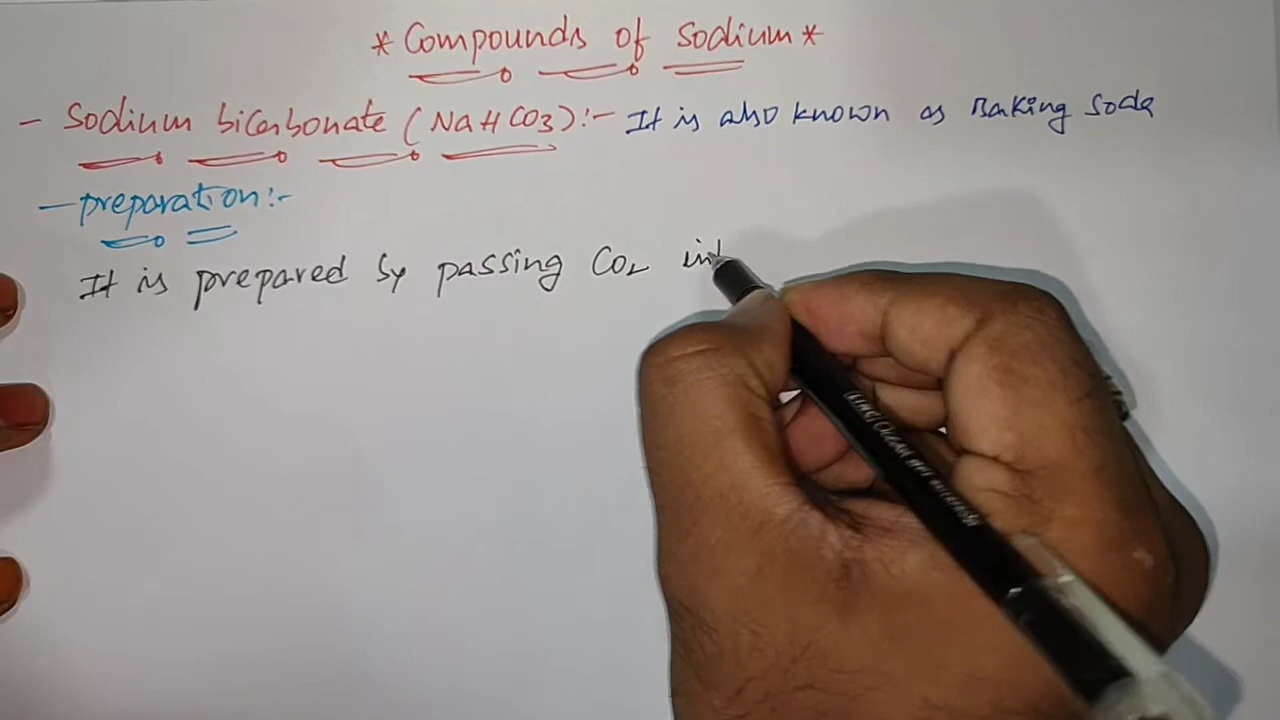 * Compounds of sodium *
- Sodium bicarbonate (NaHCO3):- It is also known as Baking Soda
- preparation:-
It is prepared by passing CO2 int